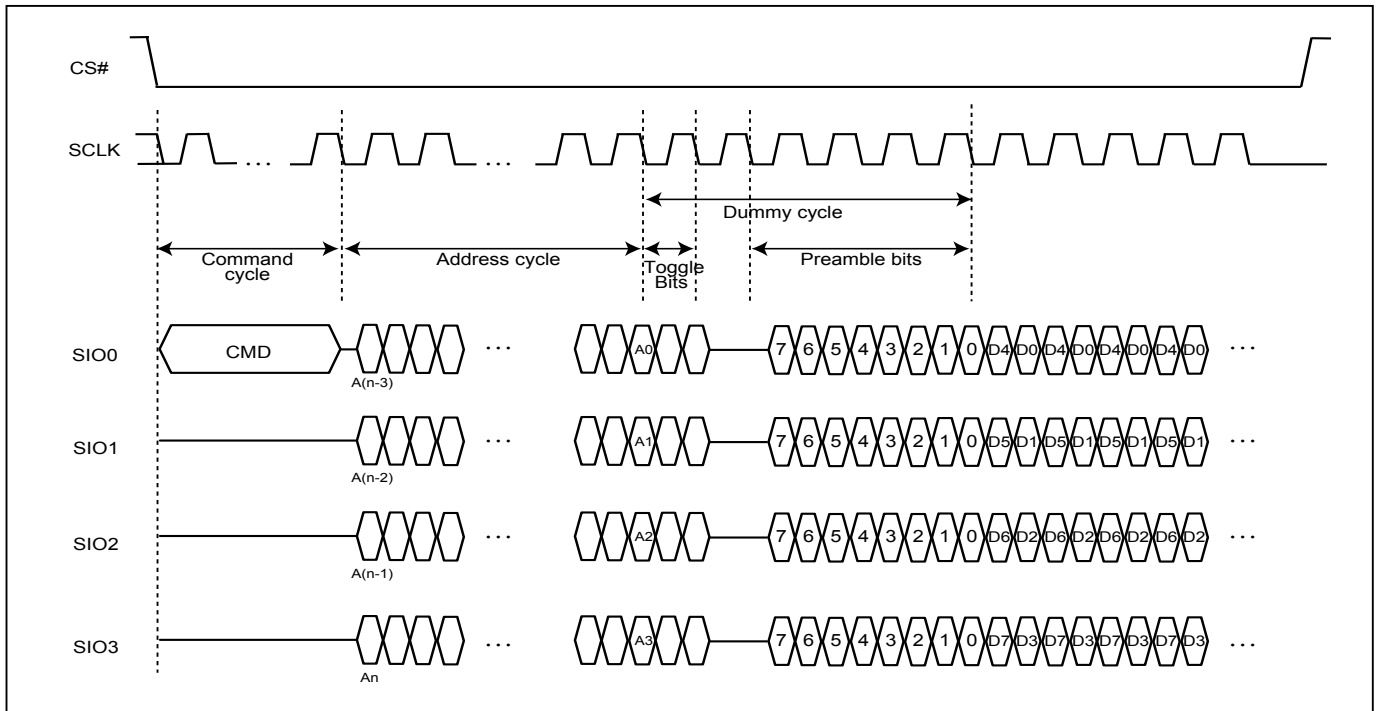 CS#
SCLK ... ...
Dummy cycle
Command cycle
Address cycle
Toggle Bits
Preamble bits
SIO0 CMD ... A0 7 6 5 4 3 2 1 0 D4 D0 D4 D0 D4 D0 D4 D0 ...
A(n-3)
SIO1 ... A1 7 6 5 4 3 2 1 0 D5 D1 D5 D1 D5 D1 D5 D1 ...
A(n-2)
SIO2 ... A2 7 6 5 4 3 2 1 0 D6 D2 D6 D2 D6 D2 D6 D2 ...
A(n-1)
SIO3 ... A3 7 6 5 4 3 2 1 0 D7 D3 D7 D3 D7 D3 D7 D3 ...
An